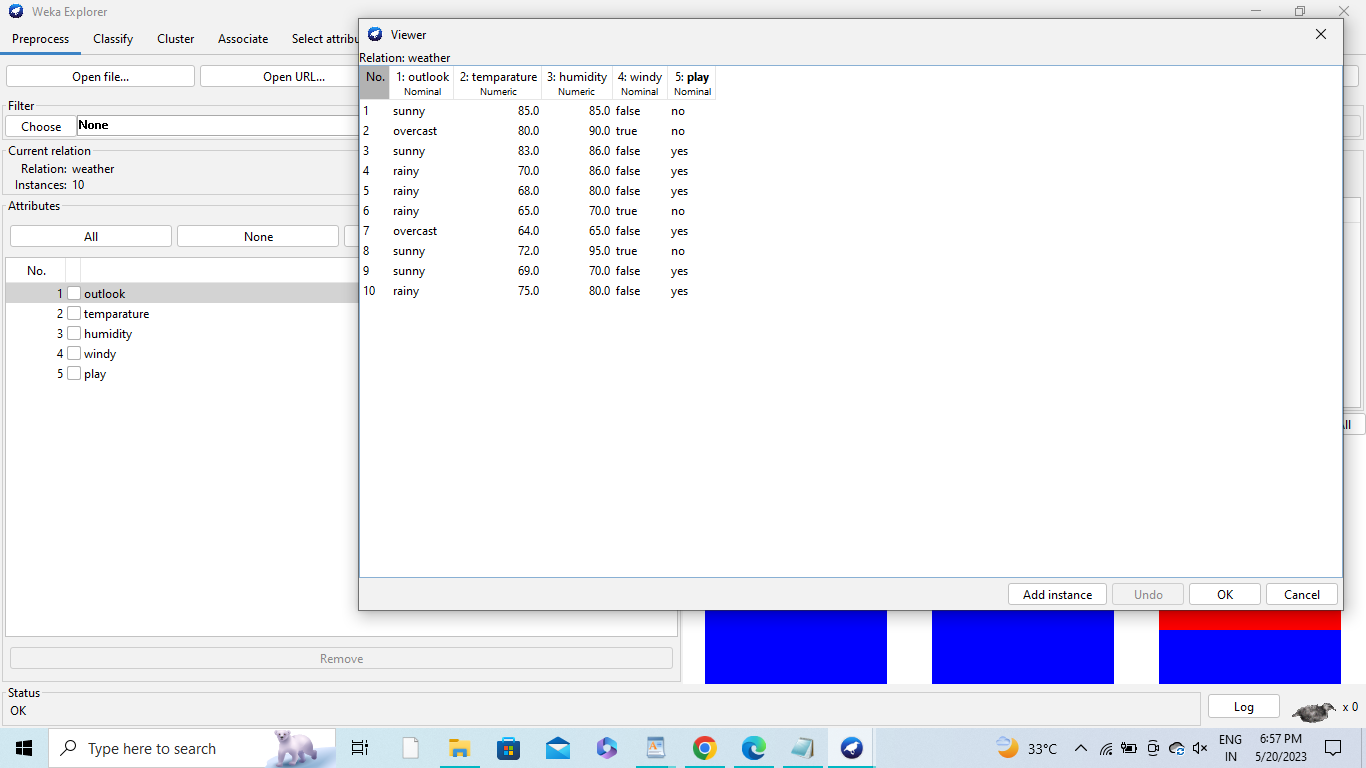 Weka Explorer
Preprocess Classify Cluster Associate Select attribu
Open file... Open URL...
Filter
Choose None
Current relation
Relation: weather
Instances: 10
Attributes
All None
No.
1 outlook
2 temparature
3 humidity
4 windy
5 play
Remove
Viewer
Relation: weather
No. 1: outlook 2: temparature 3: humidity 4: windy 5: play
Nominal Numeric Numeric Nominal Nominal
1 sunny 85.0 85.0 false no
2 overcast 80.0 90.0 true no
3 sunny 83.0 86.0 false yes
4 rainy 70.0 86.0 false yes
5 rainy 68.0 80.0 false yes
6 rainy 65.0 70.0 true no
7 overcast 64.0 65.0 false yes
8 sunny 72.0 95.0 true no
9 sunny 69.0 70.0 false yes
10 rainy 75.0 80.0 false yes
Add instance Undo OK Cancel
Status
OK
Log x 0
Type here to search
33°C
ENG
IN
6:57 PM
5/20/2023